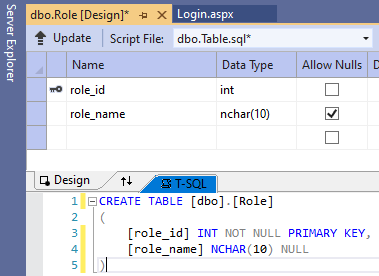 Server Explorer
dbo.Role [Design]* Login.aspx
Update Script File: dbo.Table.sql*
Name Data Type Allow Nulls D
role_id int
role_name nchar(10)
Design T-SQL
1 CREATE TABLE [dbo].[Role]
2 (
3 [role_id] INT NOT NULL PRIMARY KEY,
4 [role_name] NCHAR(10) NULL
5 )